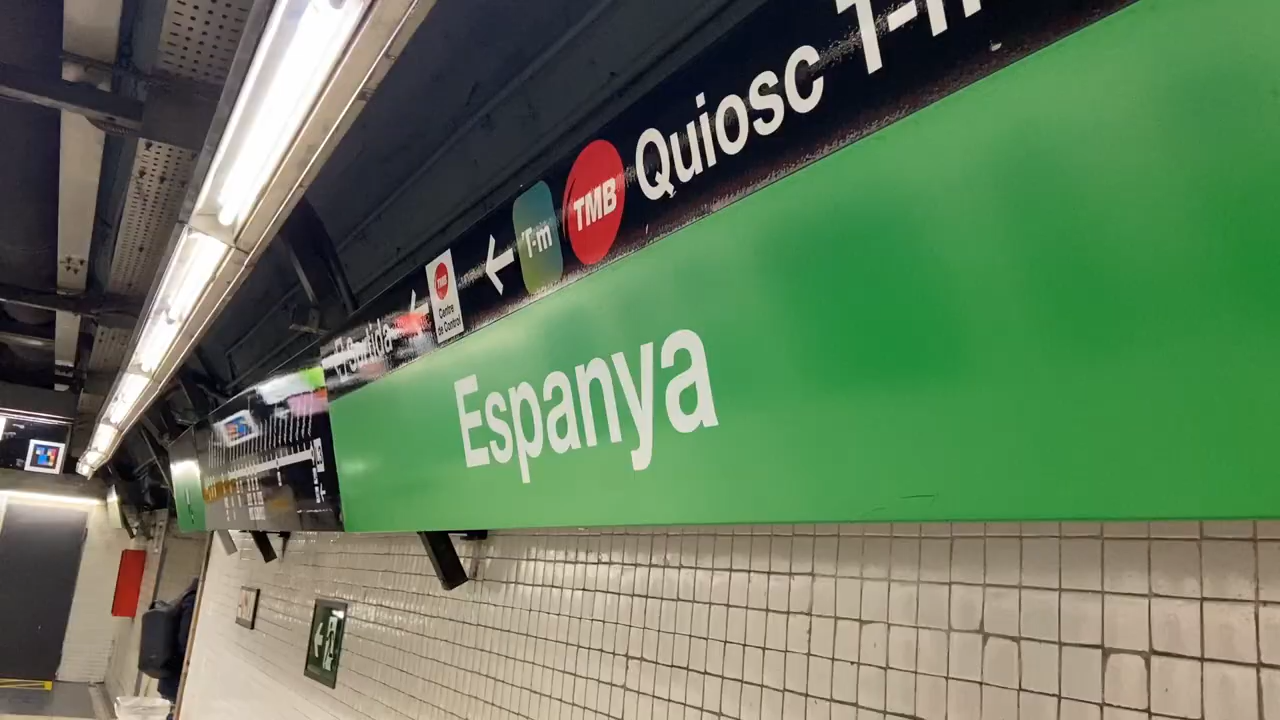 Quiosc T-m
TMB
T-m
TMB
Centre
de Control
Sortida
Espanya